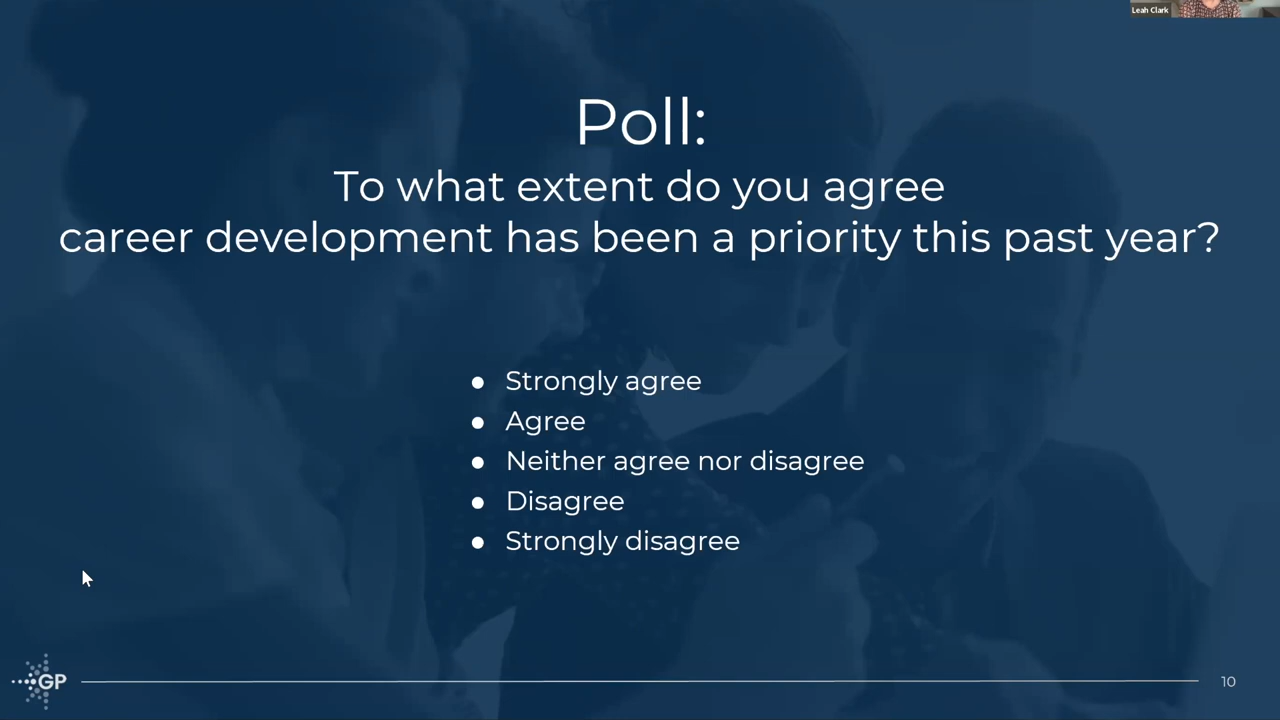 Leah Clark
Poll:
To what extent do you agree
career development has been a priority this past year?
● Strongly agree
● Agree
● Neither agree nor disagree
● Disagree
● Strongly disagree
GP
10